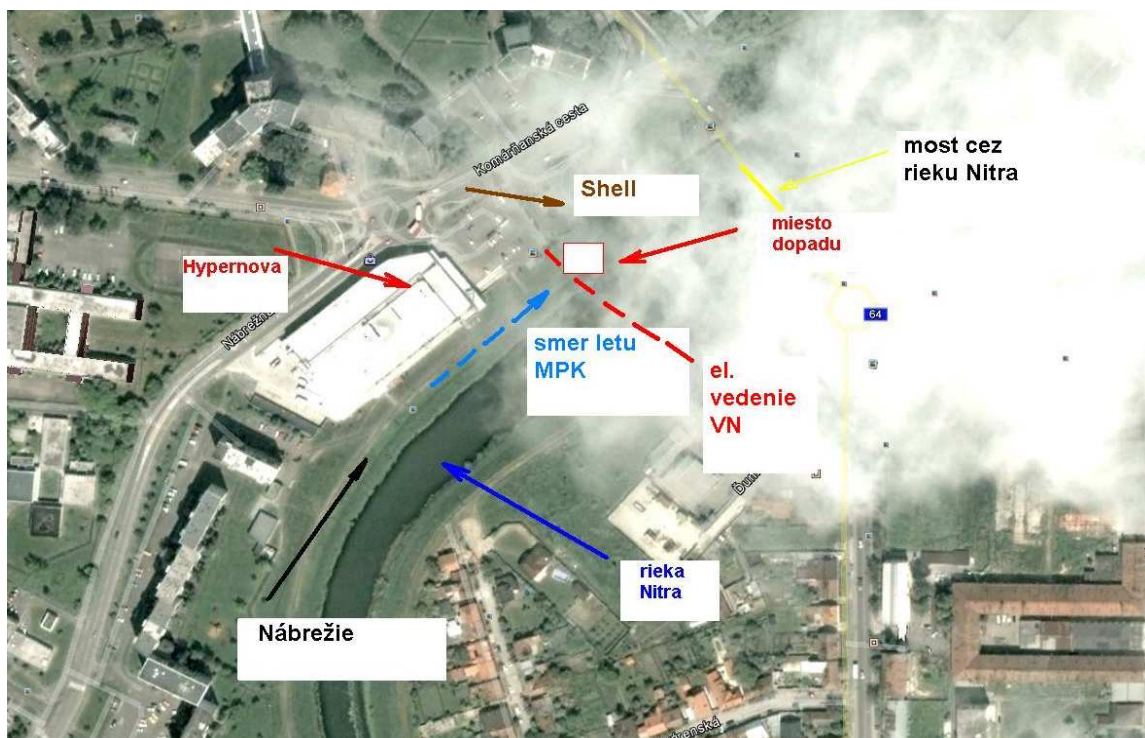 Komárňanská cesta
most cez
rieku Nitra
Shell
miesto
dopadu
Hypernova
64
smer letu
MPK
el.
vedenie
VN
rieka
Nitra
Nábrežie